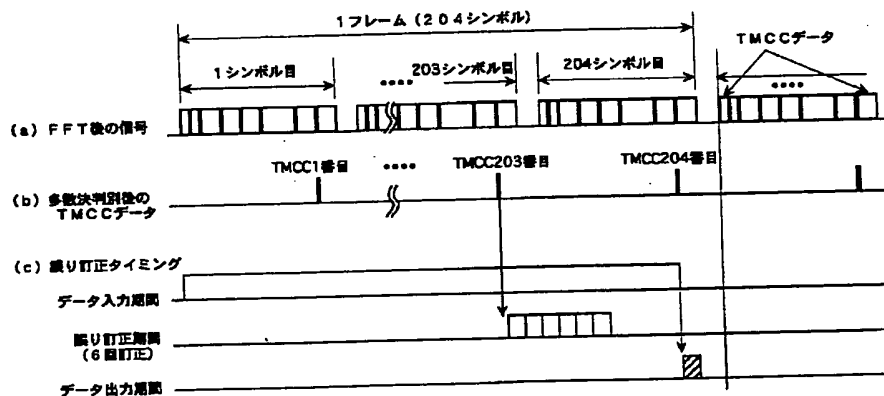 1フレーム(204シンボル)
TMCCデータ
1シンボル目
203シンボル目
204シンボル目
(a) FFT後の信号
TMCC1番目
TMCC203番目
TMCC204番目
(b) 多数決判別後の
TMCCデータ
(c) 誤り訂正タイミング
データ入力期間
誤り訂正期間
(6回訂正)
データ出力期間